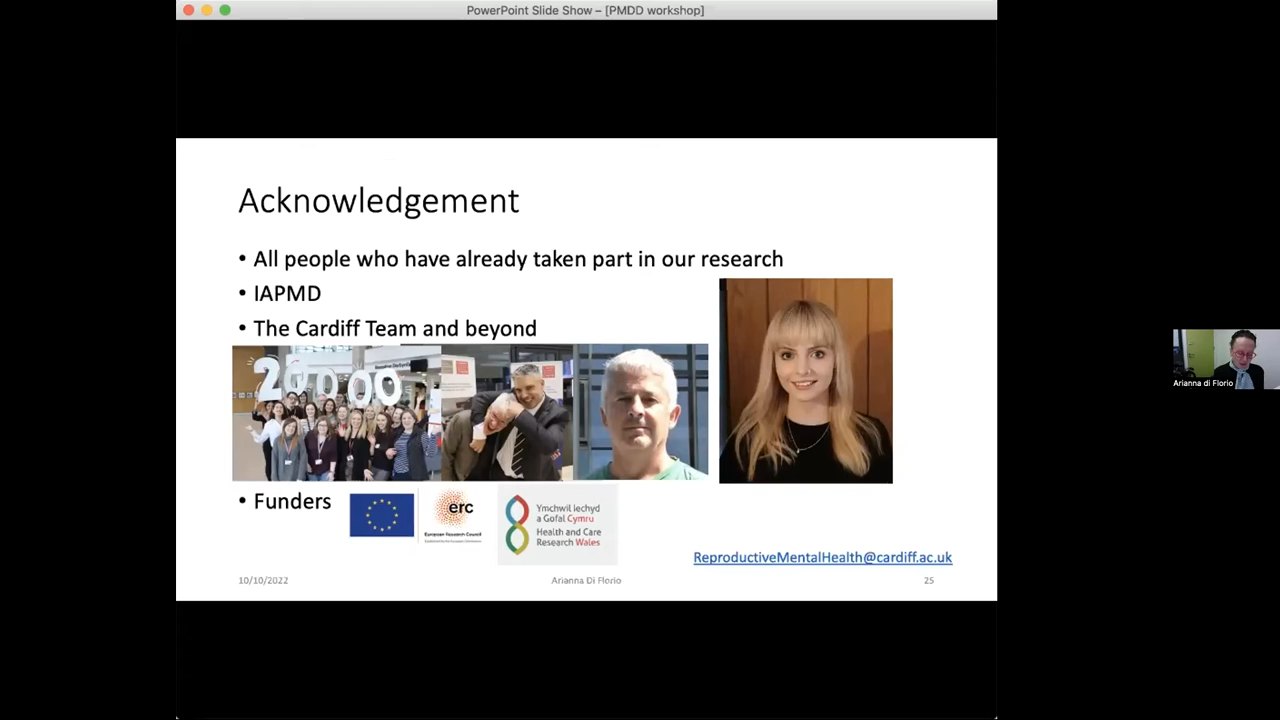 PowerPoint Slide Show – [PMDD workshop]
Acknowledgement
• All people who have already taken part in our research
• IAPMD
• The Cardiff Team and beyond
20000
• Funders
erc
European Research Council
Ymchwil Iechyd
a Gofal Cymru
Health and Care
Research Wales
ReproductiveMentalHealth@cardiff.ac.uk
10/10/2022
Arianna Di Florio
25
Arianna di Florio